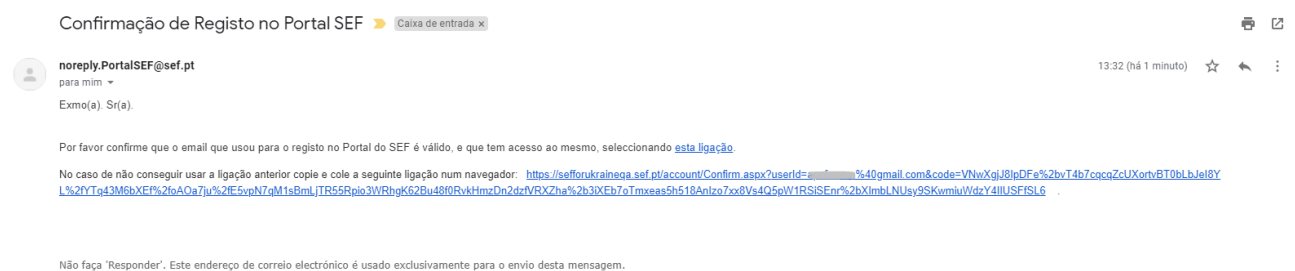 Confirmação de Registo no Portal SEF Caixa de entrada x
noreply.PortalSEF@sef.pt 13:32 (há 1 minuto)
para mim
Exmo(a). Sr(a).
Por favor confirme que o email que usou para o registo no Portal do SEF é válido, e que tem acesso ao mesmo, seleccionando esta ligação.
No caso de não conseguir usar a ligação anterior copie e cole a seguinte ligação num navegador: https://sefforukraineqa.sef.pt/account/Confirm.aspx?userId= %40gmail.com&code=VNwXgjJ8IpDFe%2bvT4b7cqcqZcUXortvBT0bLbJeI8Y
L%2fYTq43M6bXEf%2foAOa7ju%2fE5vpN7qM1sBmLjTR55Rpio3WRhgK62Bu48f0RvkHmzDn2dzfVRXZha%2b3iXEb7oTmxeas5h518AnIzo7xx8Vs4Q5pW1RSiSEnr%2bXImbLNUsy9SKwmiuWdzY4IIUSFfSL6 .
Não faça 'Responder'. Este endereço de correio electrónico é usado exclusivamente para o envio desta mensagem.